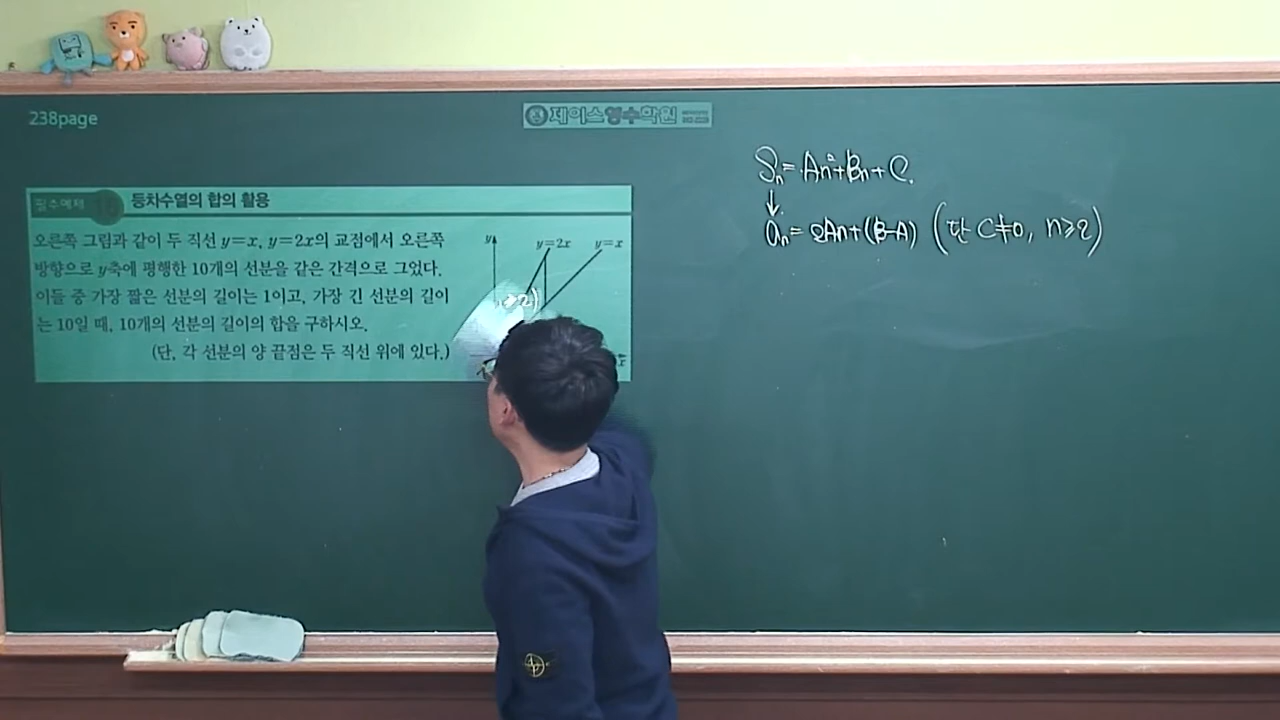 238page
제이스영수학원
필수예제
등차수열의 합의 활용
오른쪽 그림과 같이 두 직선 y=x, y=2x의 교점에서 오른쪽
방향으로 y축에 평행한 10개의 선분을 같은 간격으로 그었다.
이들 중 가장 짧은 선분의 길이는 1이고, 가장 긴 선분의 길이
는 10일 때, 10개의 선분의 길이의 합을 구하시오.
(단, 각 선분의 양 끝점은 두 직선 위에 있다.)
y
y=2x
y=x
x
≥2)
Sₙ = An²+Bn+C.
↓
aₙ = 2An+(B-A) (단 C≠0, n≥2)